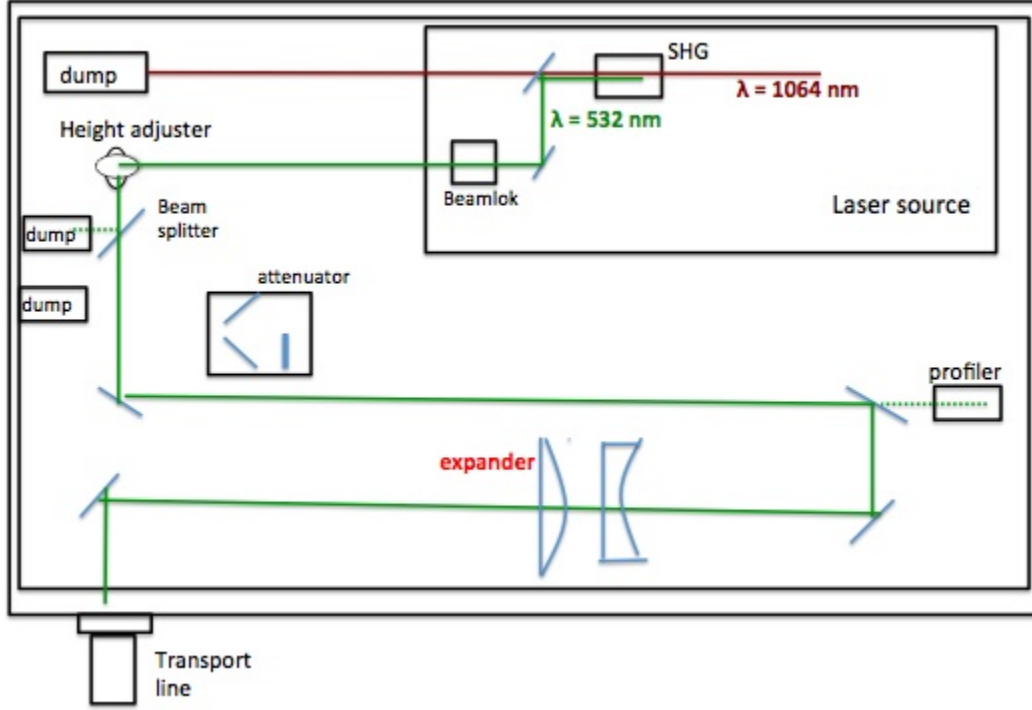 dump
SHG
λ = 1064 nm
λ = 532 nm
Height adjuster
Beamlok
Laser source
Beam
splitter
dump
attenuator
dump
profiler
expander
Transport
line